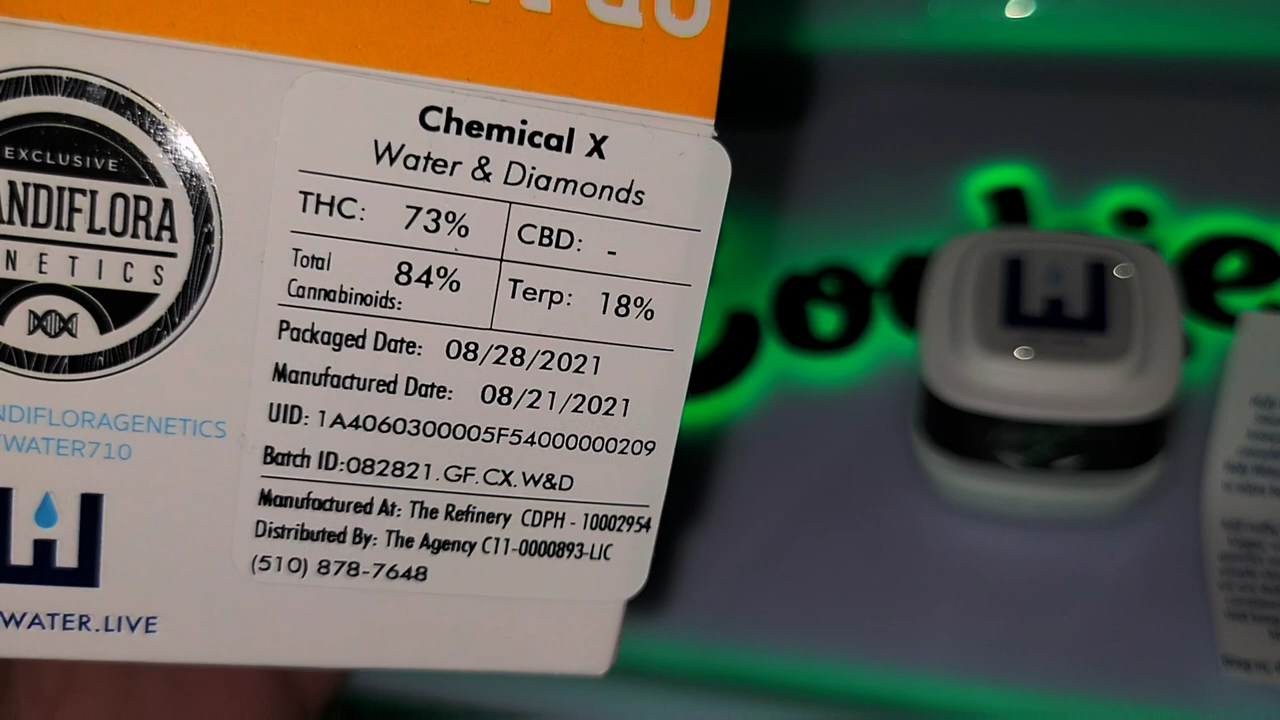 EXCLUSIVE
ANDIFLORA
NETICS
NDIFLORAGENETICS
WATER710
WATER.LIVE
Chemical X
Water & Diamonds
THC: 73% CBD: -
Total Cannabinoids: 84% Terp: 18%
Packaged Date: 08/28/2021
Manufactured Date: 08/21/2021
UID: 1A4060300005F54000000209
Batch ID:082821.GF.CX.W&D
Manufactured At: The Refinery CDPH - 10002954
Distributed By: The Agency C11-0000893-LIC
(510) 878-7648